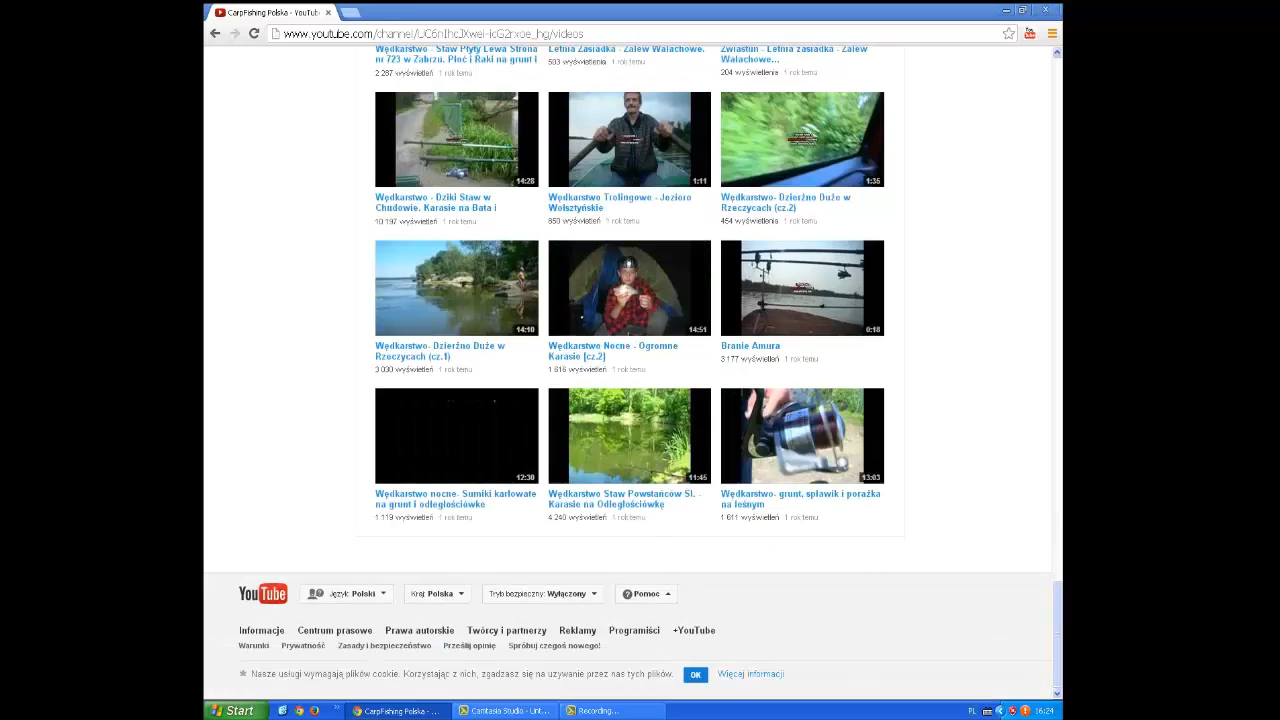 CarpFishing Polska - YouTube
www.youtube.com/channel/UC6nIhcJXwei-icG2rxoe_hg/videos
Wędkarstwo - Staw Płyty Lewa Strona
nr 723 w Zabrzu. Płoć i Raki na grunt i
2 287 wyświetleń 1 rok temu
Letnia Zasiadka - Zalew Wałachowe.
503 wyświetlenia 1 rok temu
Zwiastun - Letnia zasiadka - Zalew
Wałachowe...
204 wyświetlenia 1 rok temu
14:28
1:11
1:35
Wędkarstwo - Dziki Staw w
Chudowie. Karasie na Bata i
10 197 wyświetleń 1 rok temu
Wędkarstwo Trolingowe - Jezioro
Wolsztyńskie
850 wyświetleń 1 rok temu
Wędkarstwo- Dzierżno Duże w
Rzeczycach (cz.2)
454 wyświetlenia 1 rok temu
14:10
14:51
0:18
Wędkarstwo- Dzierżno Duże w
Rzeczycach (cz.1)
3 030 wyświetleń 1 rok temu
Wędkarstwo Nocne - Ogromne
Karasie [cz.2]
1 616 wyświetleń 1 rok temu
Branie Amura
3 177 wyświetleń 1 rok temu
12:30
11:45
13:03
Wędkarstwo nocne- Sumiki karłowate
na grunt i odległościówke
1 119 wyświetleń 1 rok temu
Wędkarstwo Staw Powstańców Śl. -
Karasie na Odległościówkę
4 240 wyświetleń 1 rok temu
Wędkarstwo- grunt, spławik i porażka
na leśnym
1 611 wyświetleń 1 rok temu
YouTube Język: Polski Kraj: Polska Tryb bezpieczny: Wyłączony Pomoc
Informacje Centrum prasowe Prawa autorskie Twórcy i partnerzy Reklamy Programiści +YouTube
Warunki Prywatność Zasady i bezpieczeństwo Prześlij opinię Spróbuj czegoś nowego!
* Nasze usługi wymagają plików cookie. Korzystając z nich, zgadzasz się na używanie przez nas tych plików. OK Więcej informacji
Start CarpFishing Polska - ... Camtasia Studio - Unt... Recording... PL 16:24